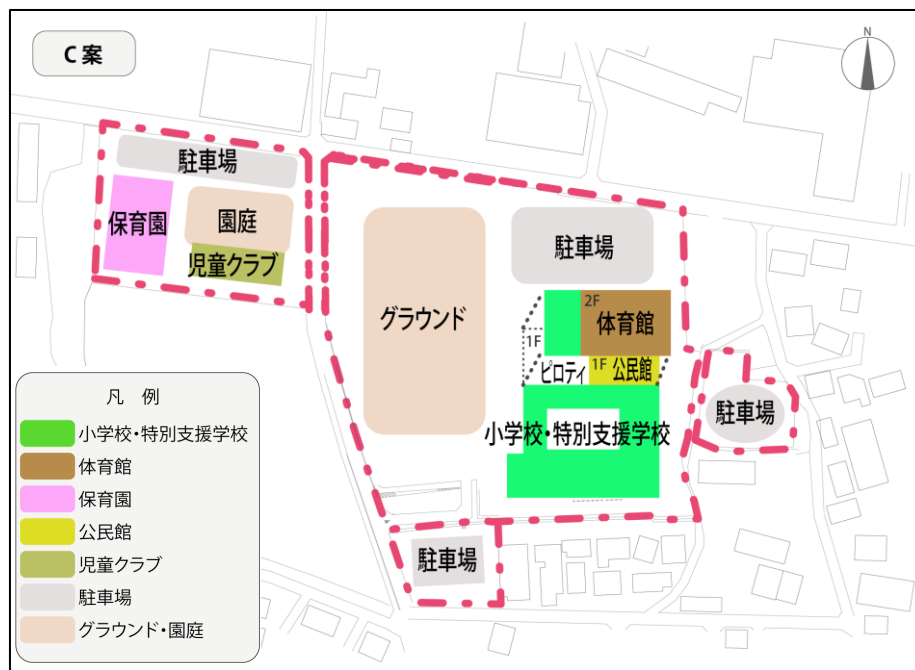 C案
N
駐車場
保育園
園庭
児童クラブ
グラウンド
駐車場
2F
体育館
1F
ピロティ
1F 公民館
小学校・特別支援学校
駐車場
駐車場
凡 例
小学校・特別支援学校
体育館
保育園
公民館
児童クラブ
駐車場
グラウンド・園庭